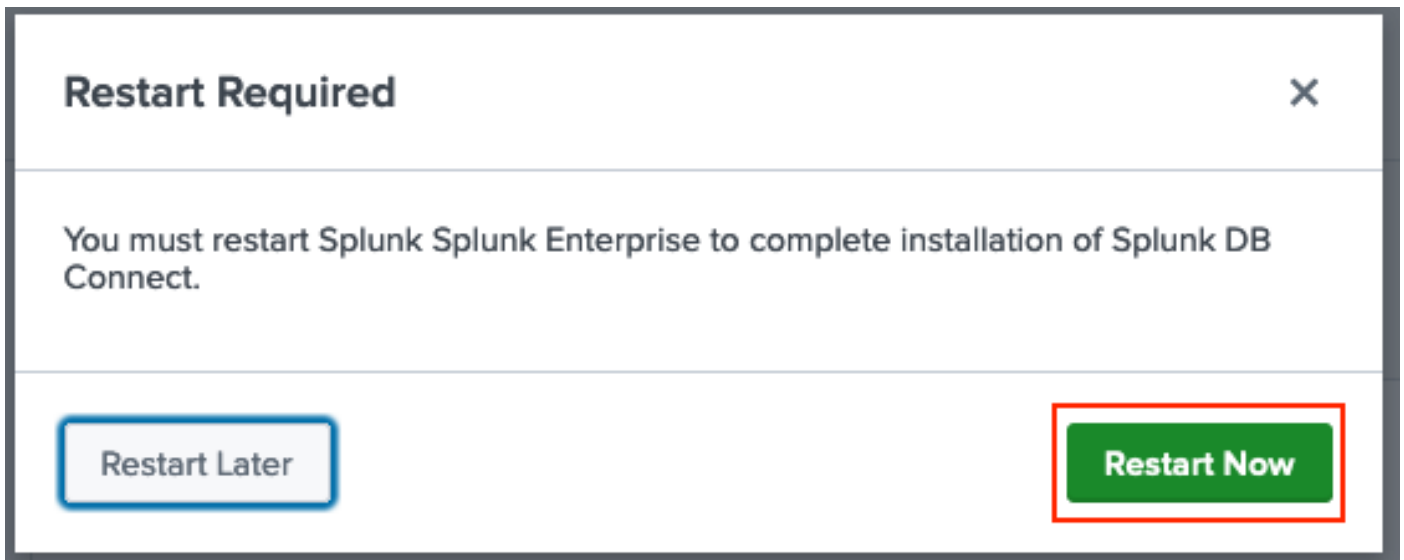 Restart Required
You must restart Splunk Splunk Enterprise to complete installation of Splunk DB
Connect.
Restart Later
Restart Now